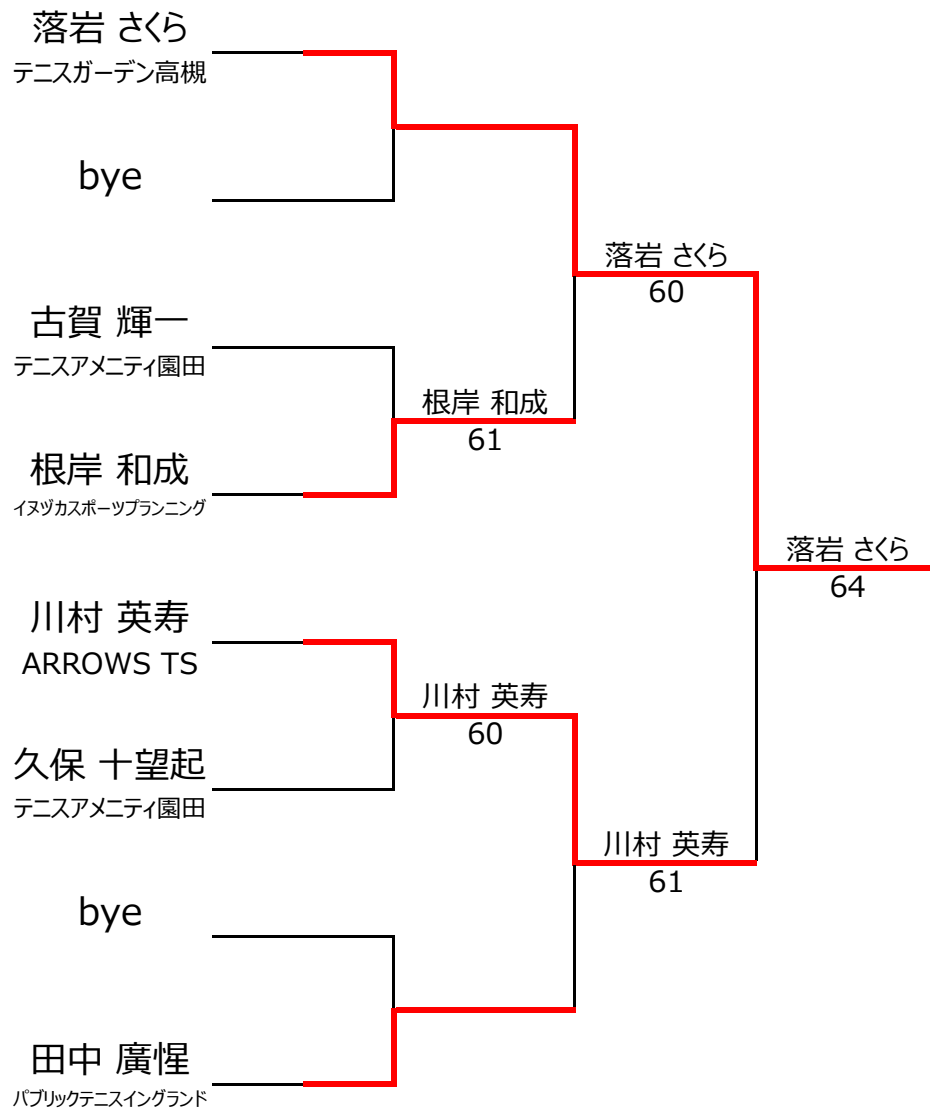 落岩 さくら
テニスガーデン高槻
bye
古賀 輝一
テニスアメニティ園田
根岸 和成
イヌヅカスポーツプランニング
川村 英寿
ARROWS TS
久保 十望起
テニスアメニティ園田
bye
田中 廣惺
パブリックテニスイングランド
根岸 和成
61
川村 英寿
60
落岩 さくら
60
川村 英寿
61
落岩 さくら
64